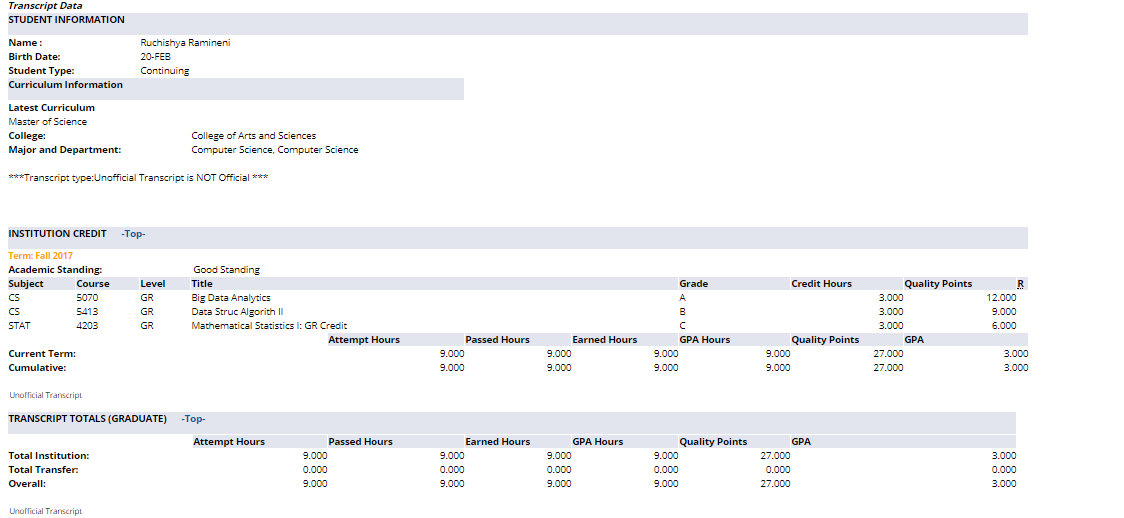 Transcript Data
STUDENT INFORMATION
Name : Ruchishya Ramineni
Birth Date: 20-FEB
Student Type: Continuing
Curriculum Information
Latest Curriculum
Master of Science
College: College of Arts and Sciences
Major and Department: Computer Science, Computer Science
***Transcript type:Unofficial Transcript is NOT Official ***
INSTITUTION CREDIT -Top-
Term: Fall 2017
Academic Standing: Good Standing
Subject Course Level Title Grade Credit Hours Quality Points R
CS 5070 GR Big Data Analytics A 3.000 12.000
CS 5413 GR Data Struc Algorith II B 3.000 9.000
STAT 4203 GR Mathematical Statistics I: GR Credit C 3.000 6.000
Attempt Hours Passed Hours Earned Hours GPA Hours Quality Points GPA
Current Term: 9.000 9.000 9.000 9.000 27.000 3.000
Cumulative: 9.000 9.000 9.000 9.000 27.000 3.000
Unofficial Transcript
TRANSCRIPT TOTALS (GRADUATE) -Top-
Attempt Hours Passed Hours Earned Hours GPA Hours Quality Points GPA
Total Institution: 9.000 9.000 9.000 9.000 27.000 3.000
Total Transfer: 0.000 0.000 0.000 0.000 0.000 0.000
Overall: 9.000 9.000 9.000 9.000 27.000 3.000
Unofficial Transcript